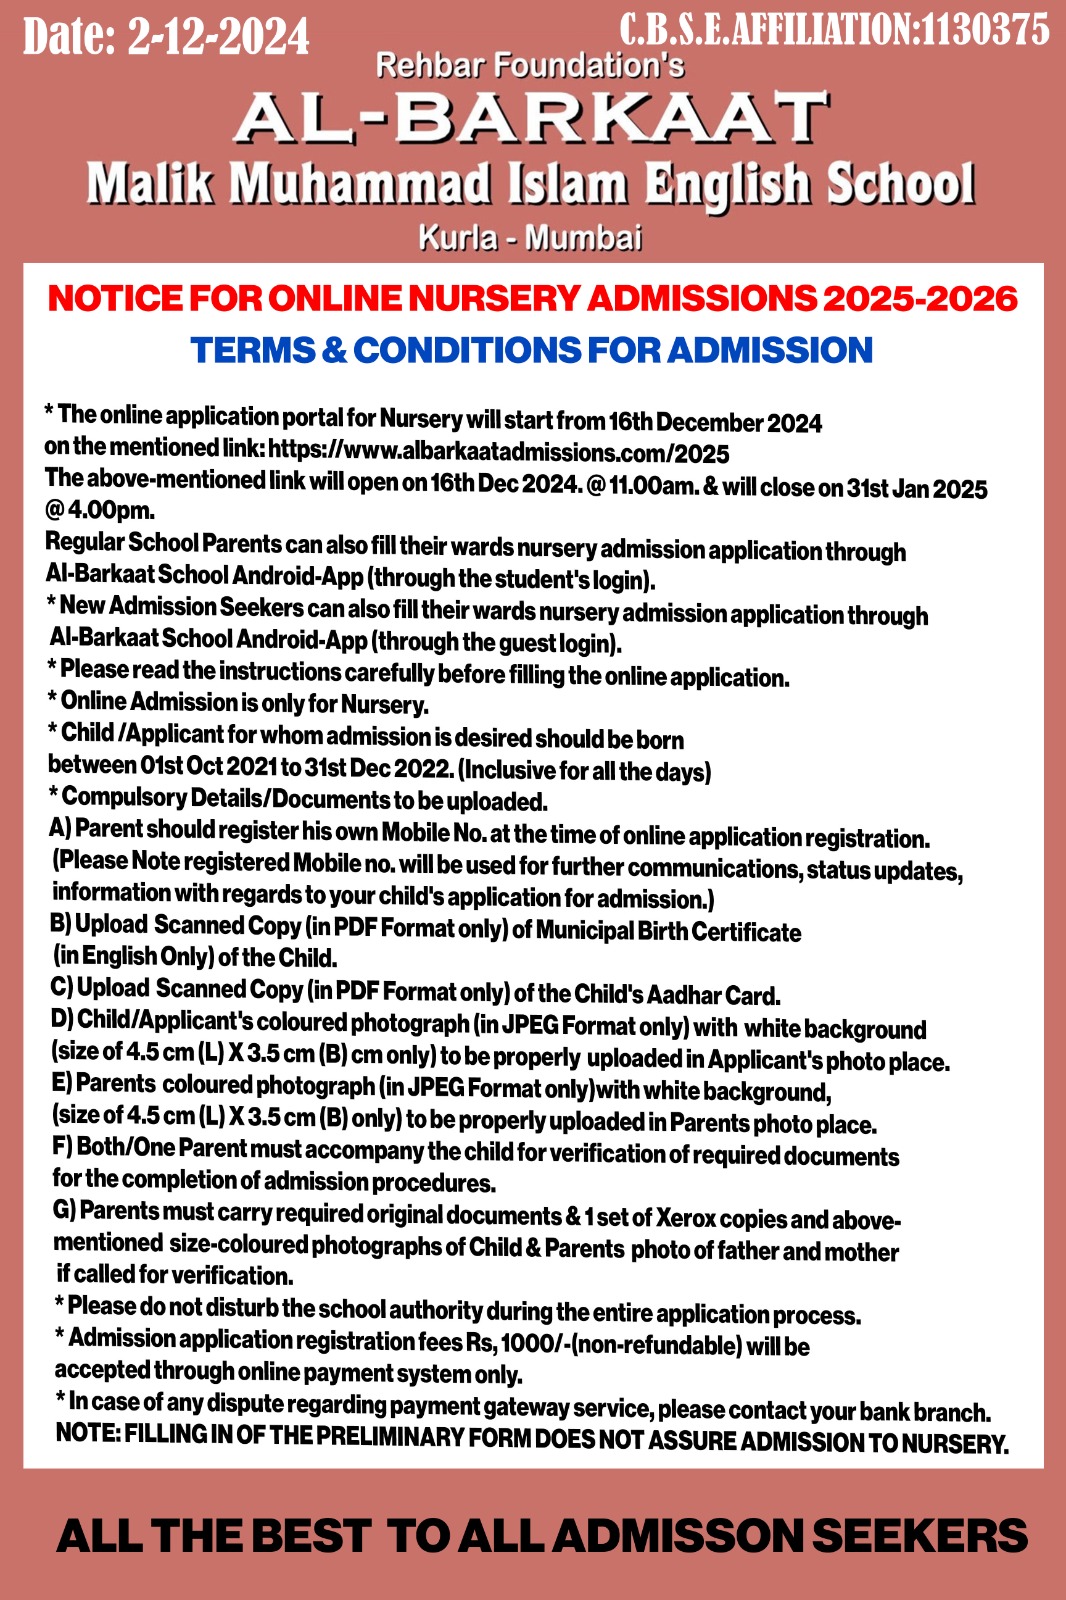 Date: 2-12-2024
C.B.S.E.AFFILIATION:1130375
Rehbar Foundation's
AL-BARKAAT
Malik Muhammad Islam English School
Kurla - Mumbai
NOTICE FOR ONLINE NURSERY ADMISSIONS 2025-2026
TERMS & CONDITIONS FOR ADMISSION
* The online application portal for Nursery will start from 16th December 2024
on the mentioned link: https://www.albarkaatadmissions.com/2025
The above-mentioned link will open on 16th Dec 2024. @ 11.00am. & will close on 31st Jan 2025
@ 4.00pm.
Regular School Parents can also fill their wards nursery admission application through
Al-Barkaat School Android-App (through the student's login).
* New Admission Seekers can also fill their wards nursery admission application through
Al-Barkaat School Android-App (through the guest login).
* Please read the instructions carefully before filling the online application.
* Online Admission is only for Nursery.
* Child /Applicant for whom admission is desired should be born
between 01st Oct 2021 to 31st Dec 2022. (Inclusive for all the days)
* Compulsory Details/Documents to be uploaded.
A) Parent should register his own Mobile No. at the time of online application registration.
(Please Note registered Mobile no. will be used for further communications, status updates,
information with regards to your child's application for admission.)
B) Upload Scanned Copy (in PDF Format only) of Municipal Birth Certificate
(in English Only) of the Child.
C) Upload Scanned Copy (in PDF Format only) of the Child's Aadhar Card.
D) Child/Applicant's coloured photograph (in JPEG Format only) with white background
(size of 4.5 cm (L) X 3.5 cm (B) cm only) to be properly uploaded in Applicant's photo place.
E) Parents coloured photograph (in JPEG Format only)with white background,
(size of 4.5 cm (L) X 3.5 cm (B) only) to be properly uploaded in Parents photo place.
F) Both/One Parent must accompany the child for verification of required documents
for the completion of admission procedures.
G) Parents must carry required original documents & 1 set of Xerox copies and above-
mentioned size-coloured photographs of Child & Parents photo of father and mother
if called for verification.
* Please do not disturb the school authority during the entire application process.
* Admission application registration fees Rs, 1000/-(non-refundable) will be
accepted through online payment system only.
* In case of any dispute regarding payment gateway service, please contact your bank branch.
NOTE: FILLING IN OF THE PRELIMINARY FORM DOES NOT ASSURE ADMISSION TO NURSERY.
ALL THE BEST TO ALL ADMISSON SEEKERS